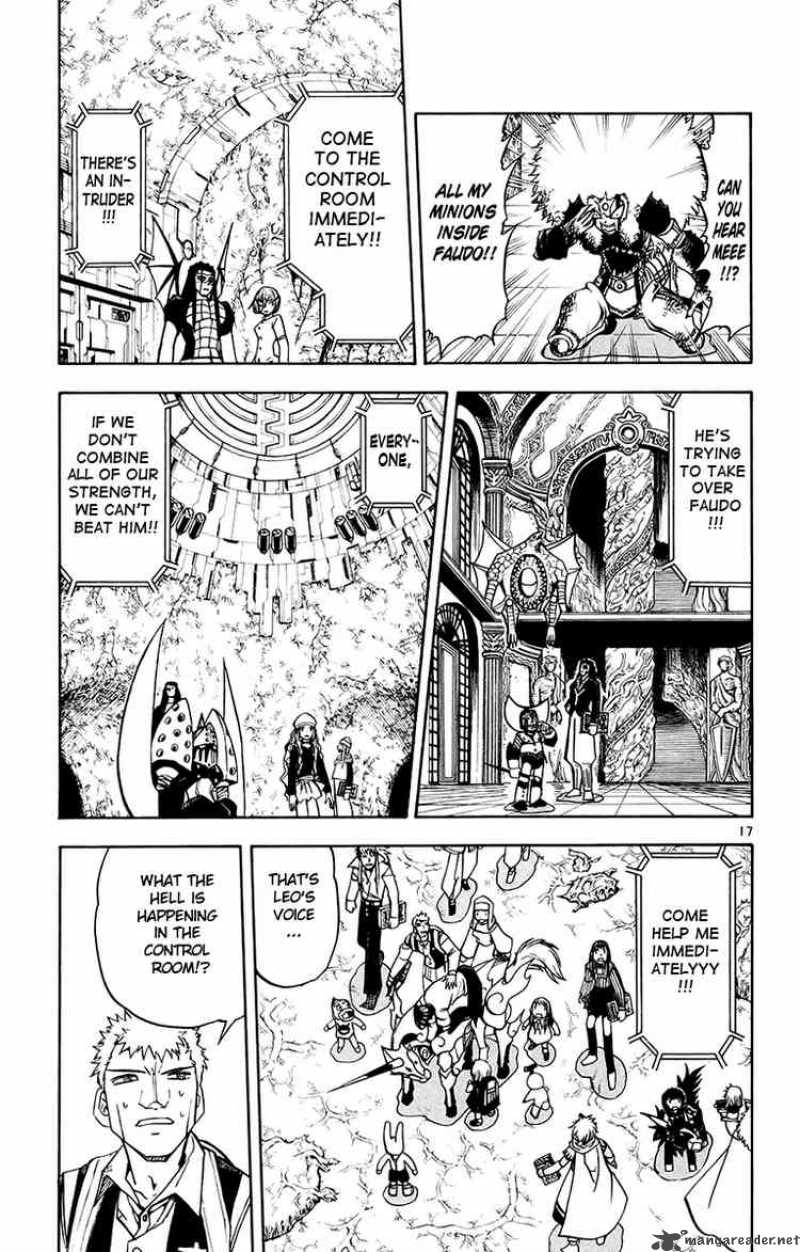 CAN
YOU
HEAR
MEEE
!!?
ALL MY
MINIONS
INSIDE
FAUDO!!
COME
TO THE
CONTROL
ROOM
IMMEDI-
ATELY!!
THERE'S
AN IN-
TRUDER
!!!
HE'S
TRYING
TO TAKE
OVER
FAUDO
!!!
EVERY-
ONE,
IF WE
DON'T
COMBINE
ALL OF OUR
STRENGTH,
WE CAN'T
BEAT HIM!!
17
COME
HELP ME
IMMEDI-
ATELYYY
!!!
THAT'S
LEO'S
VOICE
...
WHAT THE
HELL IS
HAPPENING
IN THE
CONTROL
ROOM!?
mangareader.net